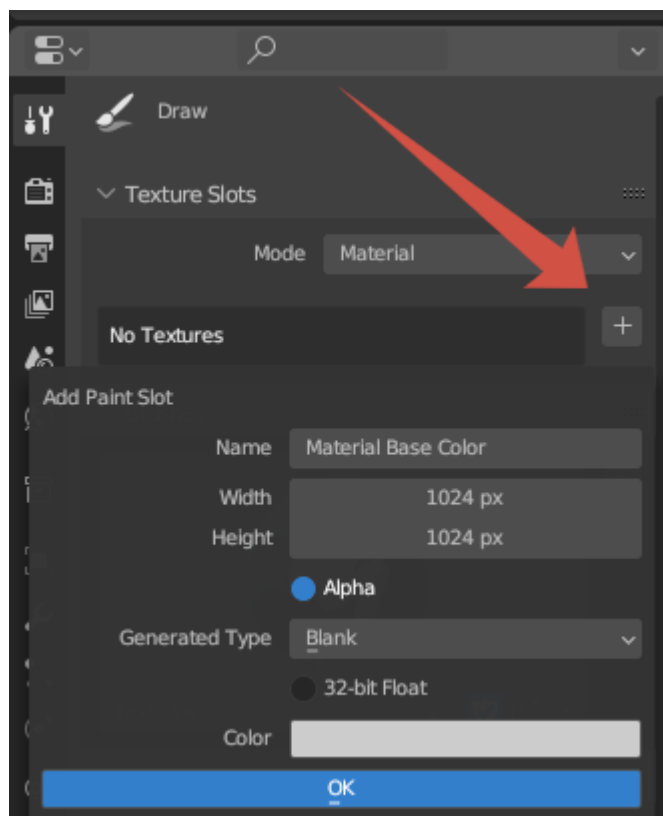 Draw
Texture Slots
Mode Material
No Textures
Add Paint Slot
Name Material Base Color
Width 1024 px
Height 1024 px
Alpha
Generated Type Blank
32-bit Float
Color
OK